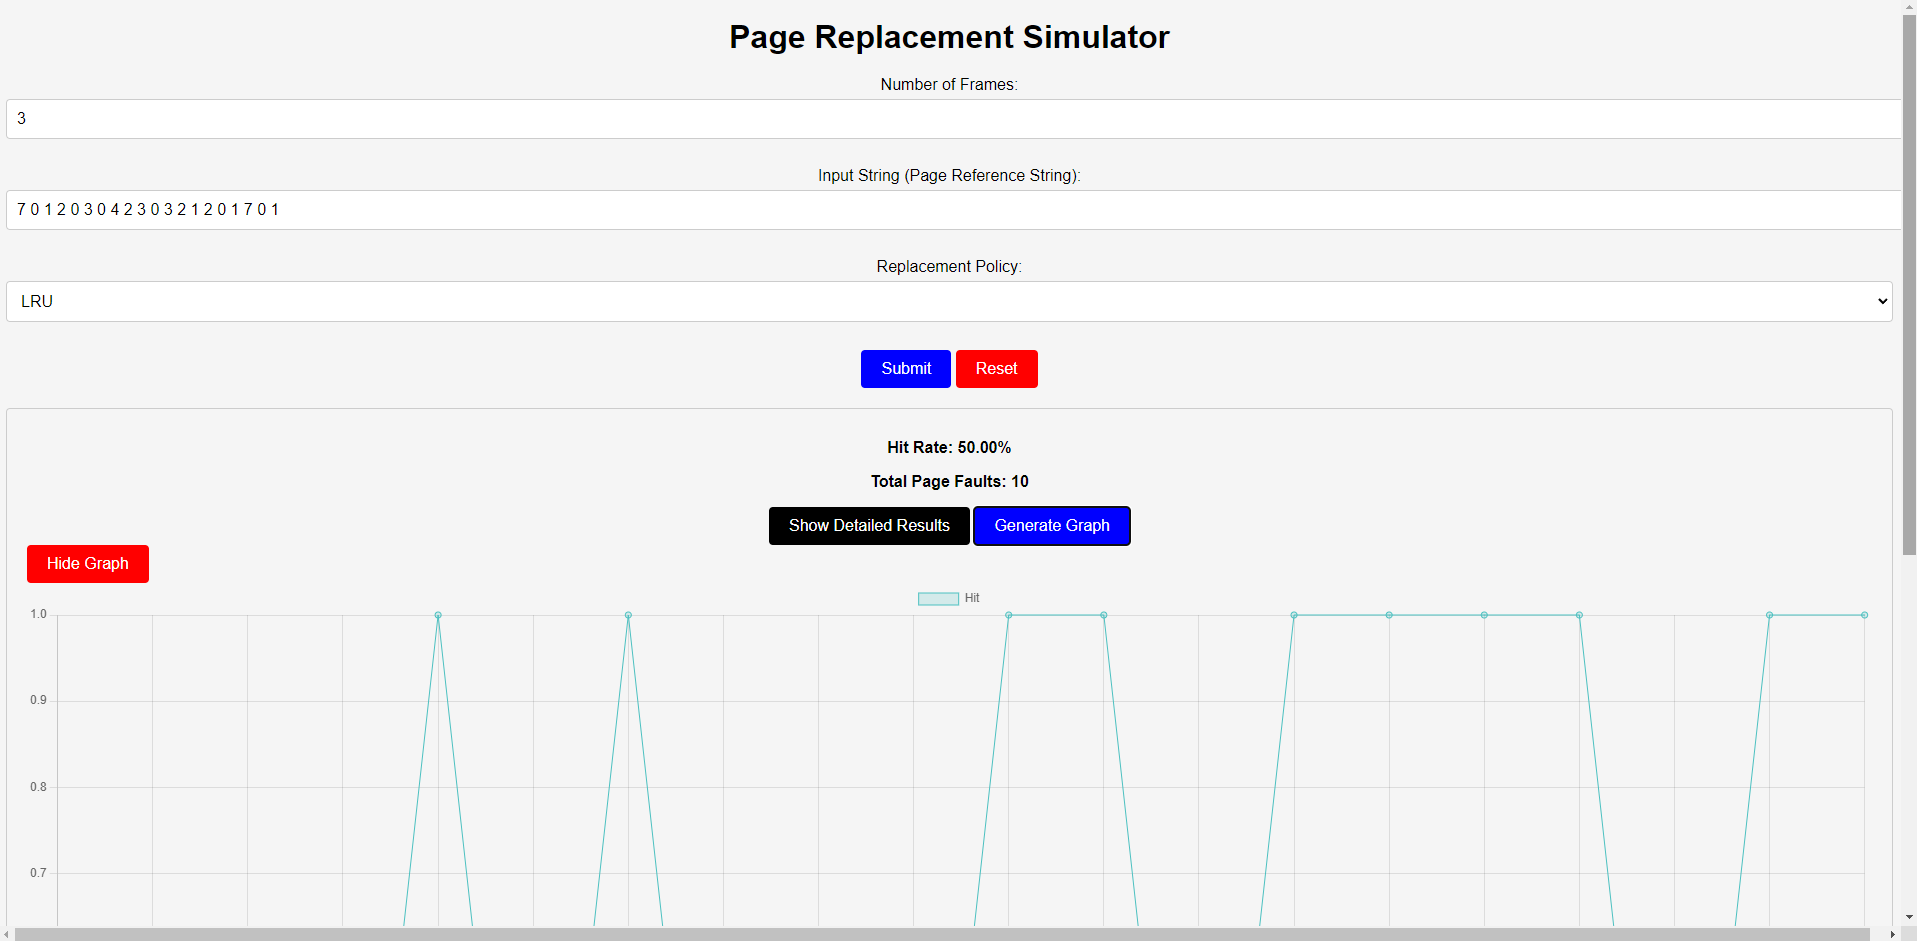 Page Replacement Simulator
Number of Frames:
3
Input String (Page Reference String):
7 0 1 2 0 3 0 4 2 3 0 3 2 1 2 0 1 7 0 1
Replacement Policy:
LRU
Submit Reset
Hit Rate: 50.00%
Total Page Faults: 10
Show Detailed Results Generate Graph
Hide Graph
Hit
1.0
0.9
0.8
0.7